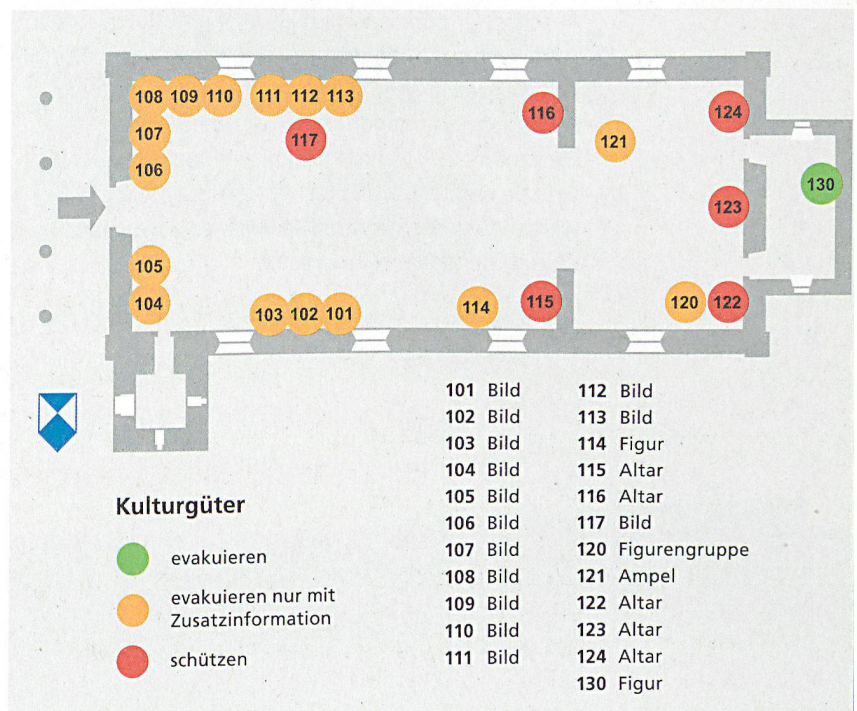 108 109 110 111 112 113
116
124
107
117
121
106
130
123
105
104
103 102 101
114
115
120
122
Kulturgüter
evakuieren
evakuieren nur mit
Zusatzinformation
schützen
101 Bild
102 Bild
103 Bild
104 Bild
105 Bild
106 Bild
107 Bild
108 Bild
109 Bild
110 Bild
111 Bild
112 Bild
113 Bild
114 Figur
115 Altar
116 Altar
117 Bild
120 Figurengruppe
121 Ampel
122 Altar
123 Altar
124 Altar
130 Figur